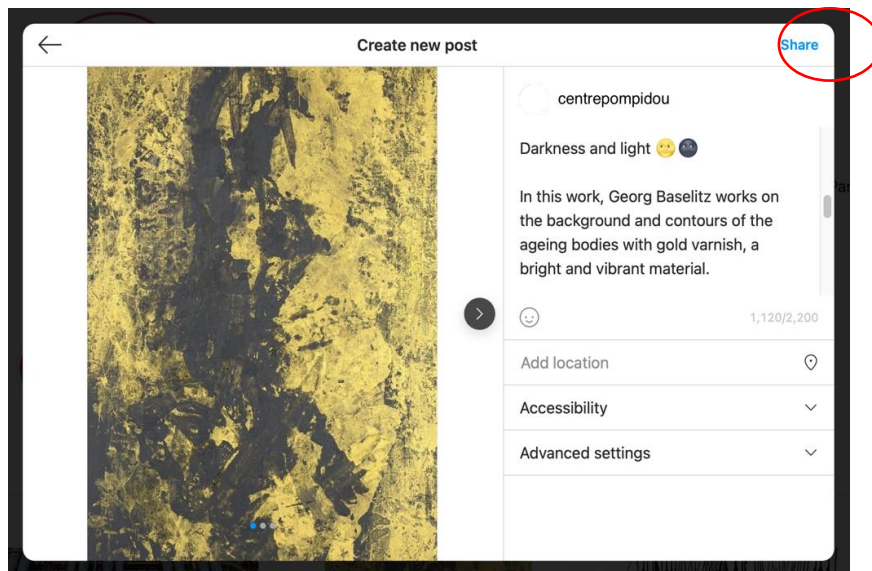 Create new post
Share
centrepompidou
Darkness and light 🌝🌚
In this work, Georg Baselitz works on
the background and contours of the
ageing bodies with gold varnish, a
bright and vibrant material.
1,120/2,200
Add location
Accessibility
Advanced settings